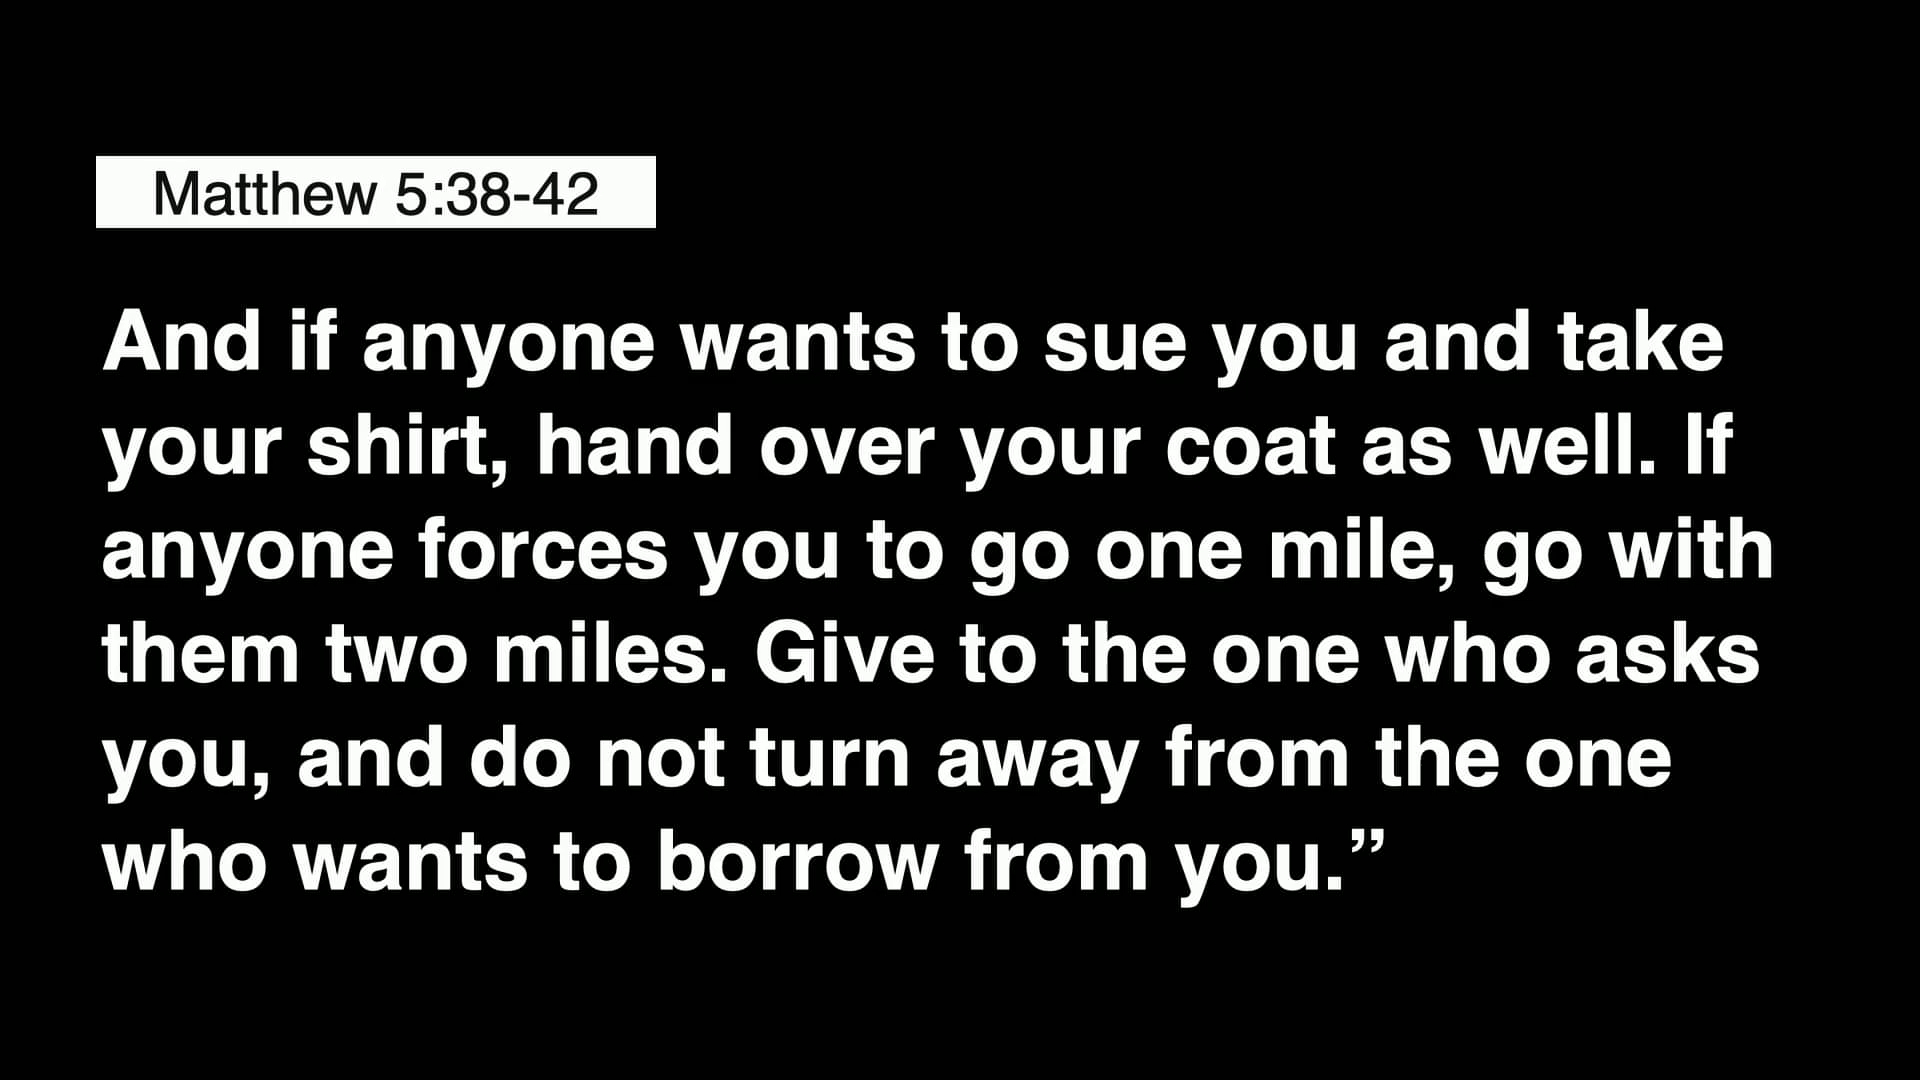 Matthew 5:38-42
And if anyone wants to sue you and take
your shirt, hand over your coat as well. If
anyone forces you to go one mile, go with
them two miles. Give to the one who asks
you, and do not turn away from the one
who wants to borrow from you.”